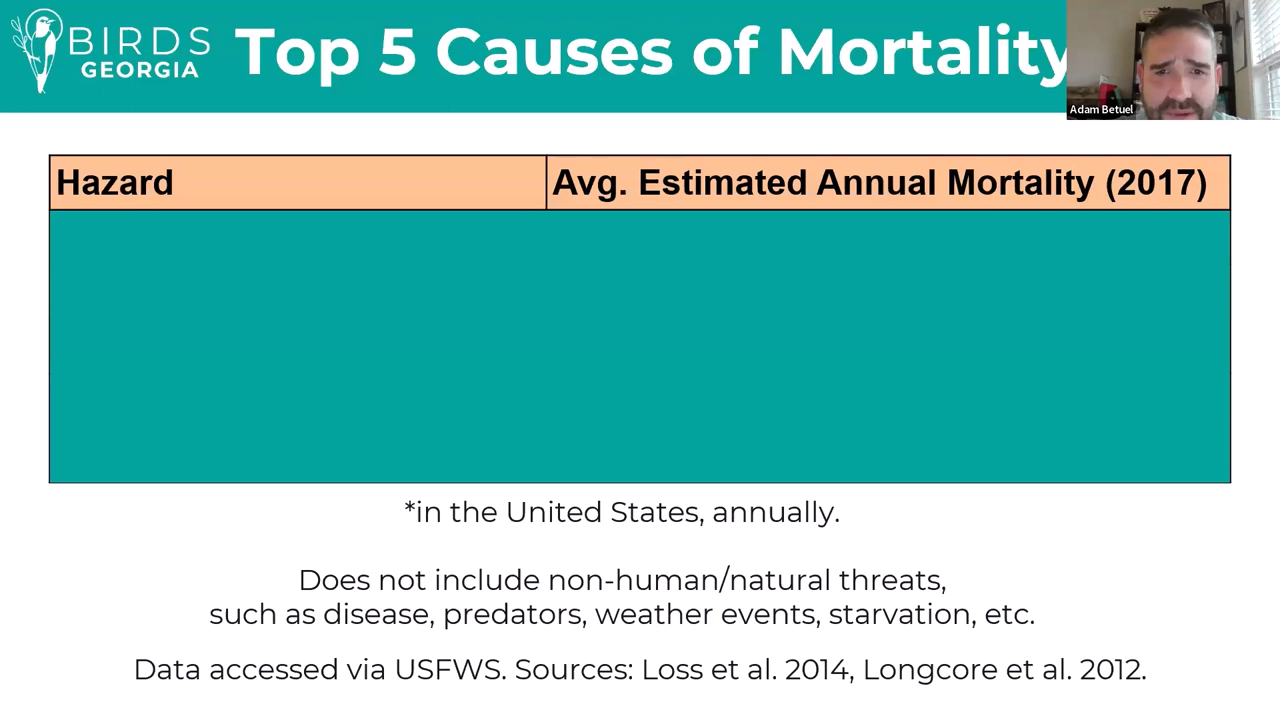 BIRDS
GEORGIA
Top 5 Causes of Mortality
Adam Betuel
Hazard
Avg. Estimated Annual Mortality (2017)
*in the United States, annually.
Does not include non-human/natural threats,
such as disease, predators, weather events, starvation, etc.
Data accessed via USFWS. Sources: Loss et al. 2014, Longcore et al. 2012.